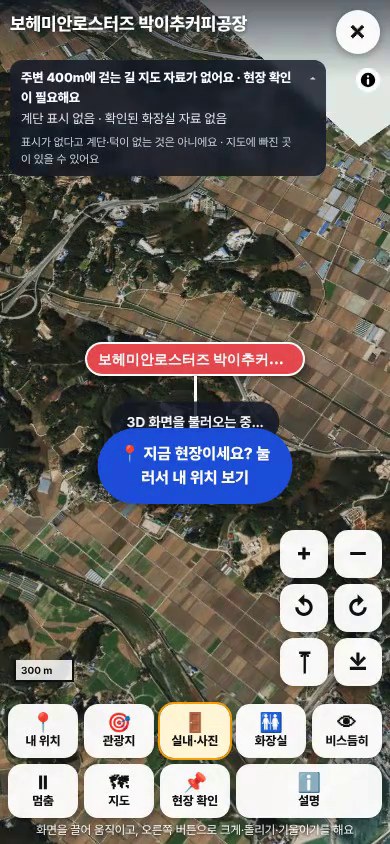 보헤미안로스터즈 박이추커피공장
주변 400m에 걷는 길 지도 자료가 없어요 · 현장 확인
이 필요해요
계단 표시 없음 · 확인된 화장실 자료 없음
표시가 없다고 계단·턱이 없는 것은 아니에요 · 지도에 빠진 곳
이 있을 수 있어요
보헤미안로스터즈 박이추커...
3D 화면을 불러오는 중...
지금 현장이세요? 눌
러서 내 위치 보기
300 m
내 위치
관광지
실내·사진
화장실
비스듬히
멈춤
지도
현장 확인
설명
화면을 끌어 움직이고, 오른쪽 버튼으로 크게·돌리기·기울이기를 해요